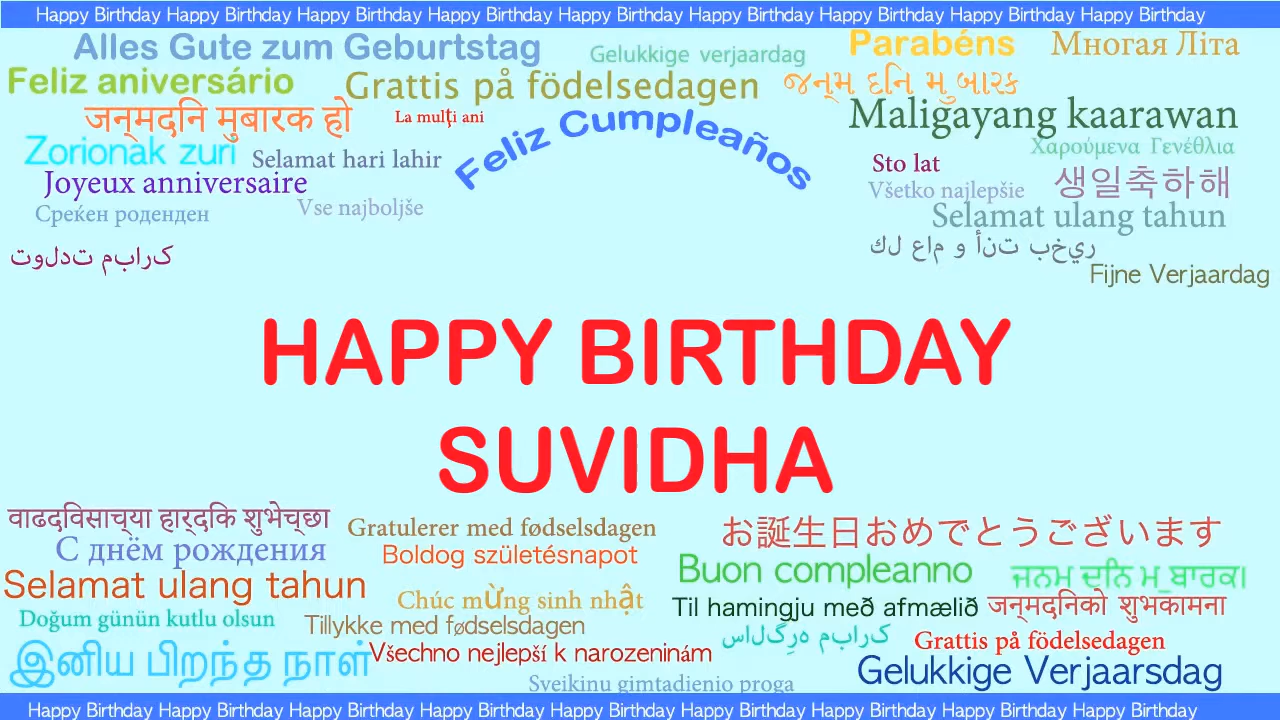 Happy Birthday Happy Birthday Happy Birthday Happy Birthday Happy Birthday Happy Birthday Happy Birthday Happy Birthday Happy Birthday
Alles Gute zum Geburtstag
Gelukkige verjaardag
Parabéns
Многая Літа
Feliz aniversário
Grattis på födelsedagen
જન્મ દિન મુબારક
जन्मदिन मुबारक हो
La mulţi ani
Feliz Cumpleaños
Maligayang kaarawan
Zorionak zuri
Selamat hari lahir
Χαρούμενα Γενέθλια
Sto lat
Joyeux anniversaire
Všetko najlepšie
생일축하해
Среќен роденден
Vse najboljše
Selamat ulang tahun
تولدت مبارک
كل عام و أنت بخير
Fijne Verjaardag
HAPPY BIRTHDAY
SUVIDHA
वाढदिवसाच्या हार्दिक शुभेच्छा
Gratulerer med fødselsdagen
お誕生日おめでとうございます
С днём рождения
Boldog születésnapot
Buon compleanno
ਜਨਮ ਦਿਨ ਮੁਬਾਰਕ।
Selamat ulang tahun
Chúc mừng sinh nhật
Til hamingju með afmælið
जन्मदिनको शुभकामना
Doğum günün kutlu olsun
Tillykke med fødselsdagen
سالگرہ مبارک
Grattis på födelsedagen
இனிய பிறந்த நாள்
Všechno nejlepší k narozeninám
Gelukkige Verjaarsdag
Sveikinu gimtadienio proga
Happy Birthday Happy Birthday Happy Birthday Happy Birthday Happy Birthday Happy Birthday Happy Birthday Happy Birthday Happy Birthday